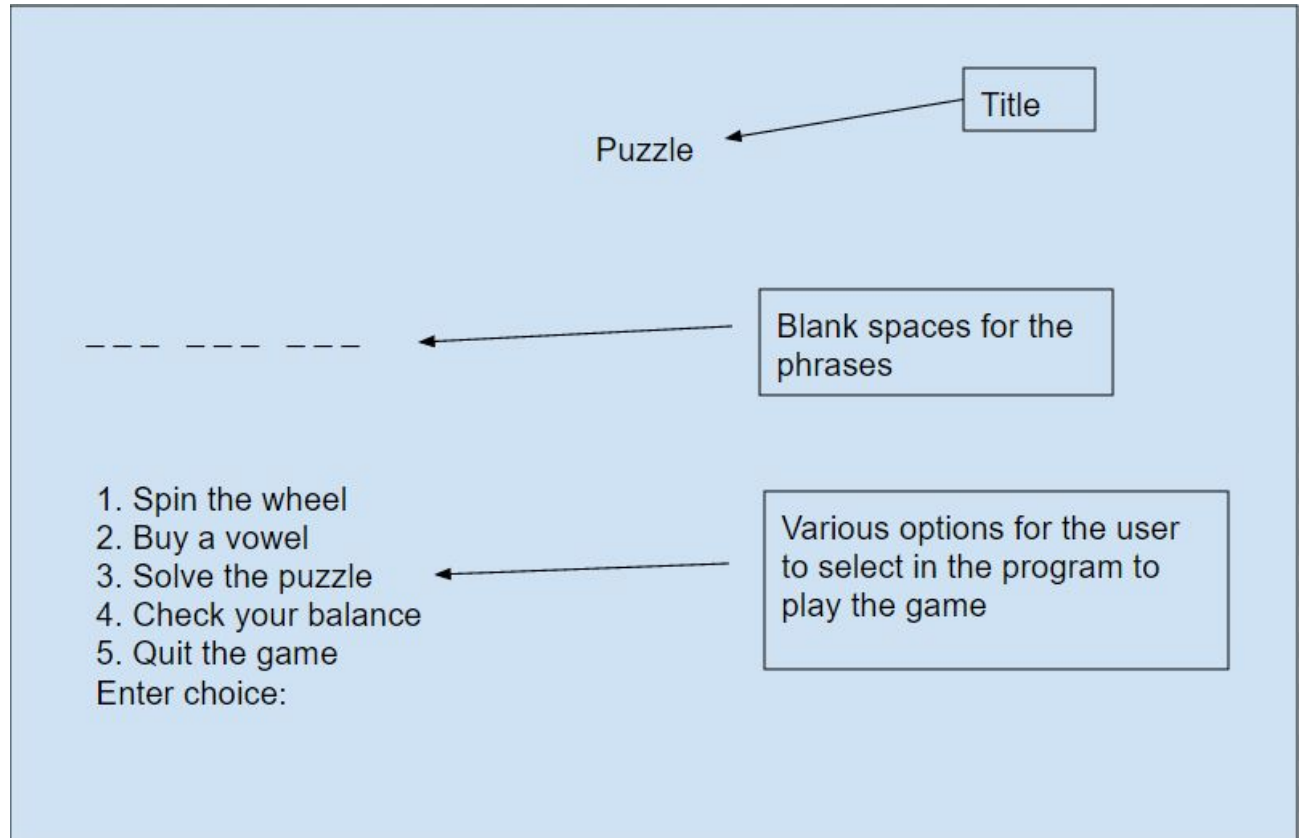 Title
Puzzle
_ _ _  _ _ _  _ _ _
Blank spaces for the
phrases
1. Spin the wheel
2. Buy a vowel
3. Solve the puzzle
4. Check your balance
5. Quit the game
Enter choice:
Various options for the user
to select in the program to
play the game